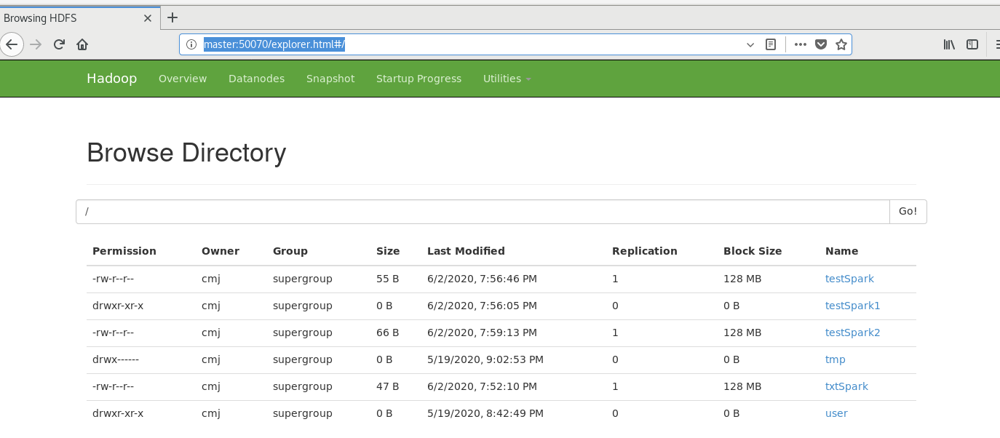 Browsing HDFS
master:50070/explorer.html#/
Hadoop Overview Datanodes Snapshot Startup Progress Utilities
Browse Directory
/ Go!
Permission Owner Group Size Last Modified Replication Block Size Name
-rw-r--r-- cmj supergroup 55 B 6/2/2020, 7:56:46 PM 1 128 MB testSpark
drwxr-xr-x cmj supergroup 0 B 6/2/2020, 7:56:05 PM 0 0 B testSpark1
-rw-r--r-- cmj supergroup 66 B 6/2/2020, 7:59:13 PM 1 128 MB testSpark2
drwx------ cmj supergroup 0 B 5/19/2020, 9:02:53 PM 0 0 B tmp
-rw-r--r-- cmj supergroup 47 B 6/2/2020, 7:52:10 PM 1 128 MB txtSpark
drwxr-xr-x cmj supergroup 0 B 5/19/2020, 8:42:49 PM 0 0 B user